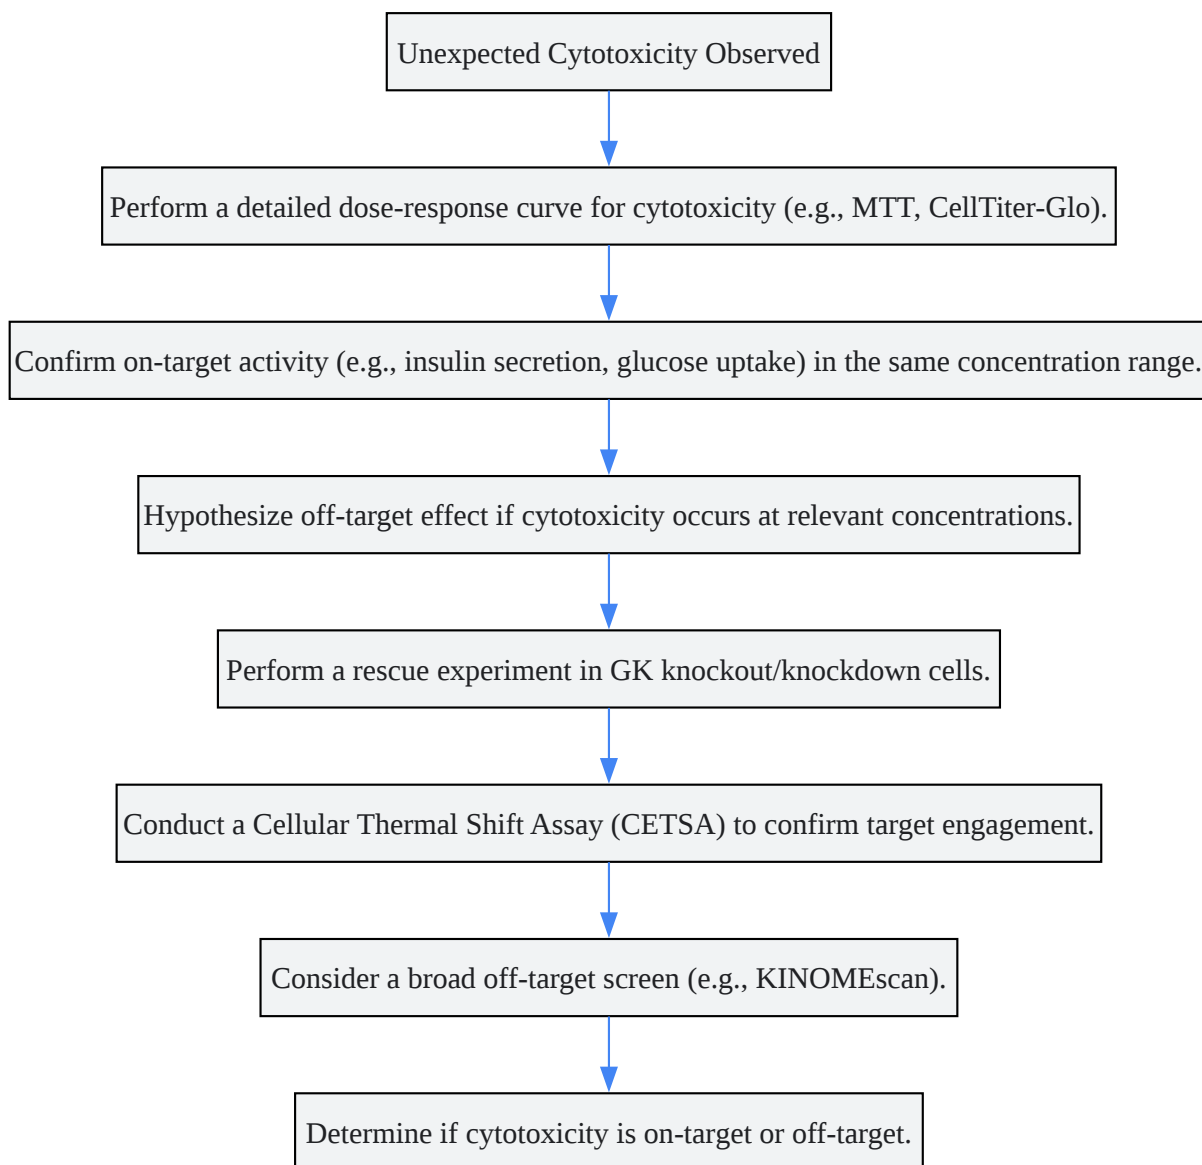 Unexpected Cytotoxicity Observed
Perform a detailed dose-response curve for cytotoxicity (e.g., MTT, CellTiter-Glo).
Confirm on-target activity (e.g., insulin secretion, glucose uptake) in the same concentration range.
Hypothesize off-target effect if cytotoxicity occurs at relevant concentrations.
Perform a rescue experiment in GK knockout/knockdown cells.
Conduct a Cellular Thermal Shift Assay (CETSA) to confirm target engagement.
Consider a broad off-target screen (e.g., KINOMEscan).
Determine if cytotoxicity is on-target or off-target.